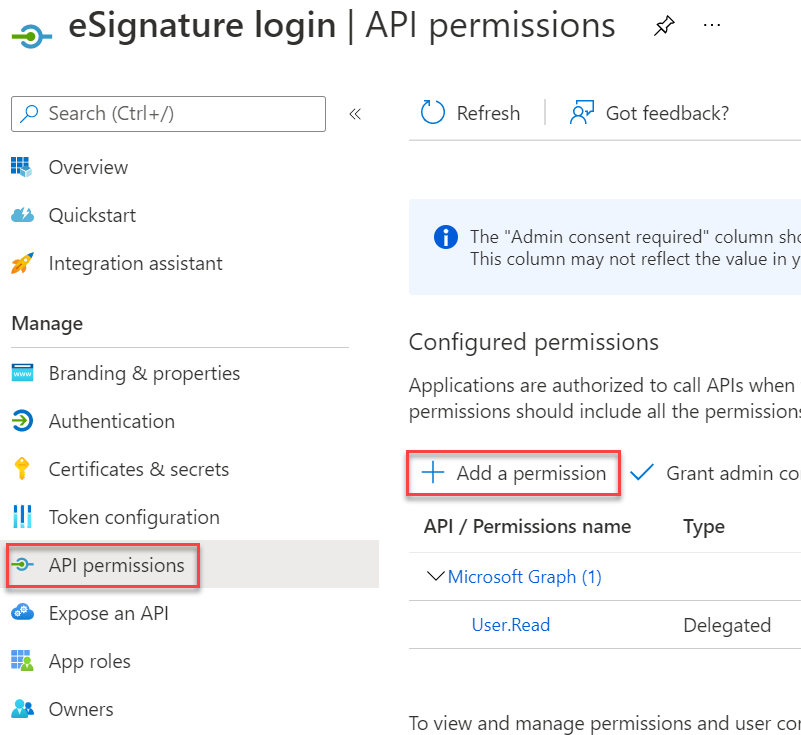 eSignature login | API permissions
Search (Ctrl+/)
Overview
Quickstart
Integration assistant
Manage
Branding & properties
Authentication
Certificates & secrets
Token configuration
API permissions
Expose an API
App roles
Owners
Refresh
Got feedback?
The "Admin consent required" column
This column may not reflect the value in
Configured permissions
Applications are authorized to call APIs when
permissions should include all the permissions
Add a permission
Grant admin
API / Permissions name Type
Microsoft Graph (1)
User.Read Delegated
To view and manage permissions and user